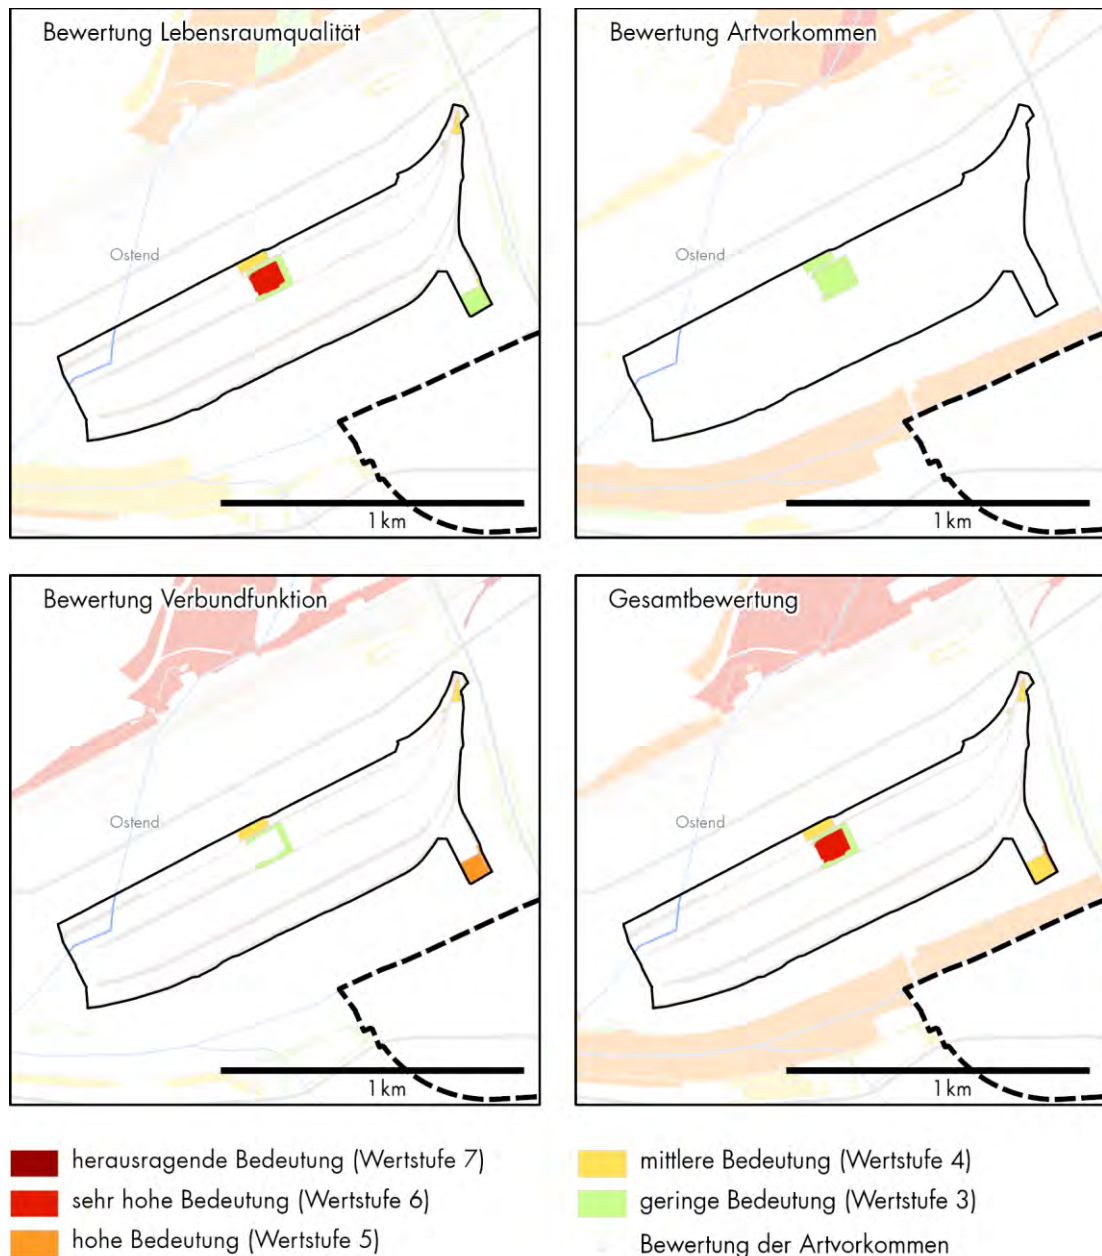 Bewertung Lebensraumqualität
Ostend
1 km
Bewertung Artvorkommen
Ostend
1 km
Bewertung Verbundfunktion
Ostend
1 km
Gesamtbewertung
Ostend
1 km
herausragende Bedeutung (Wertstufe 7)
sehr hohe Bedeutung (Wertstufe 6)
hohe Bedeutung (Wertstufe 5)
mittlere Bedeutung (Wertstufe 4)
geringe Bedeutung (Wertstufe 3)
Bewertung der Artvorkommen